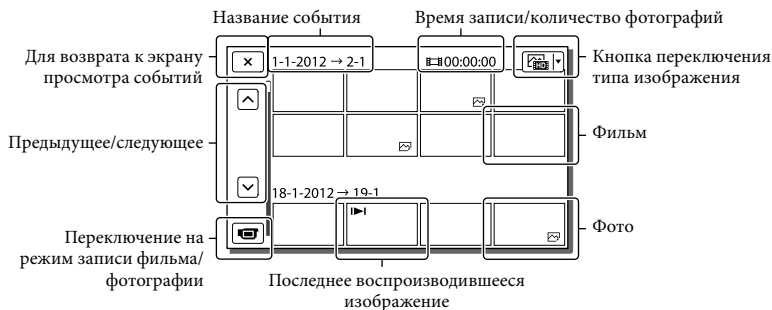 Название события
Время записи/количество фотографий
Для возврата к экрану
просмотра событий
1-1-2012 → 2-1
00:00:00
HD
Кнопка переключения
типа изображения
Предыдущее/следующее
Фильм
18-1-2012 → 19-1
Переключение на
режим записи фильма/
фотографии
Фото
Последнее воспроизводившееся
изображение